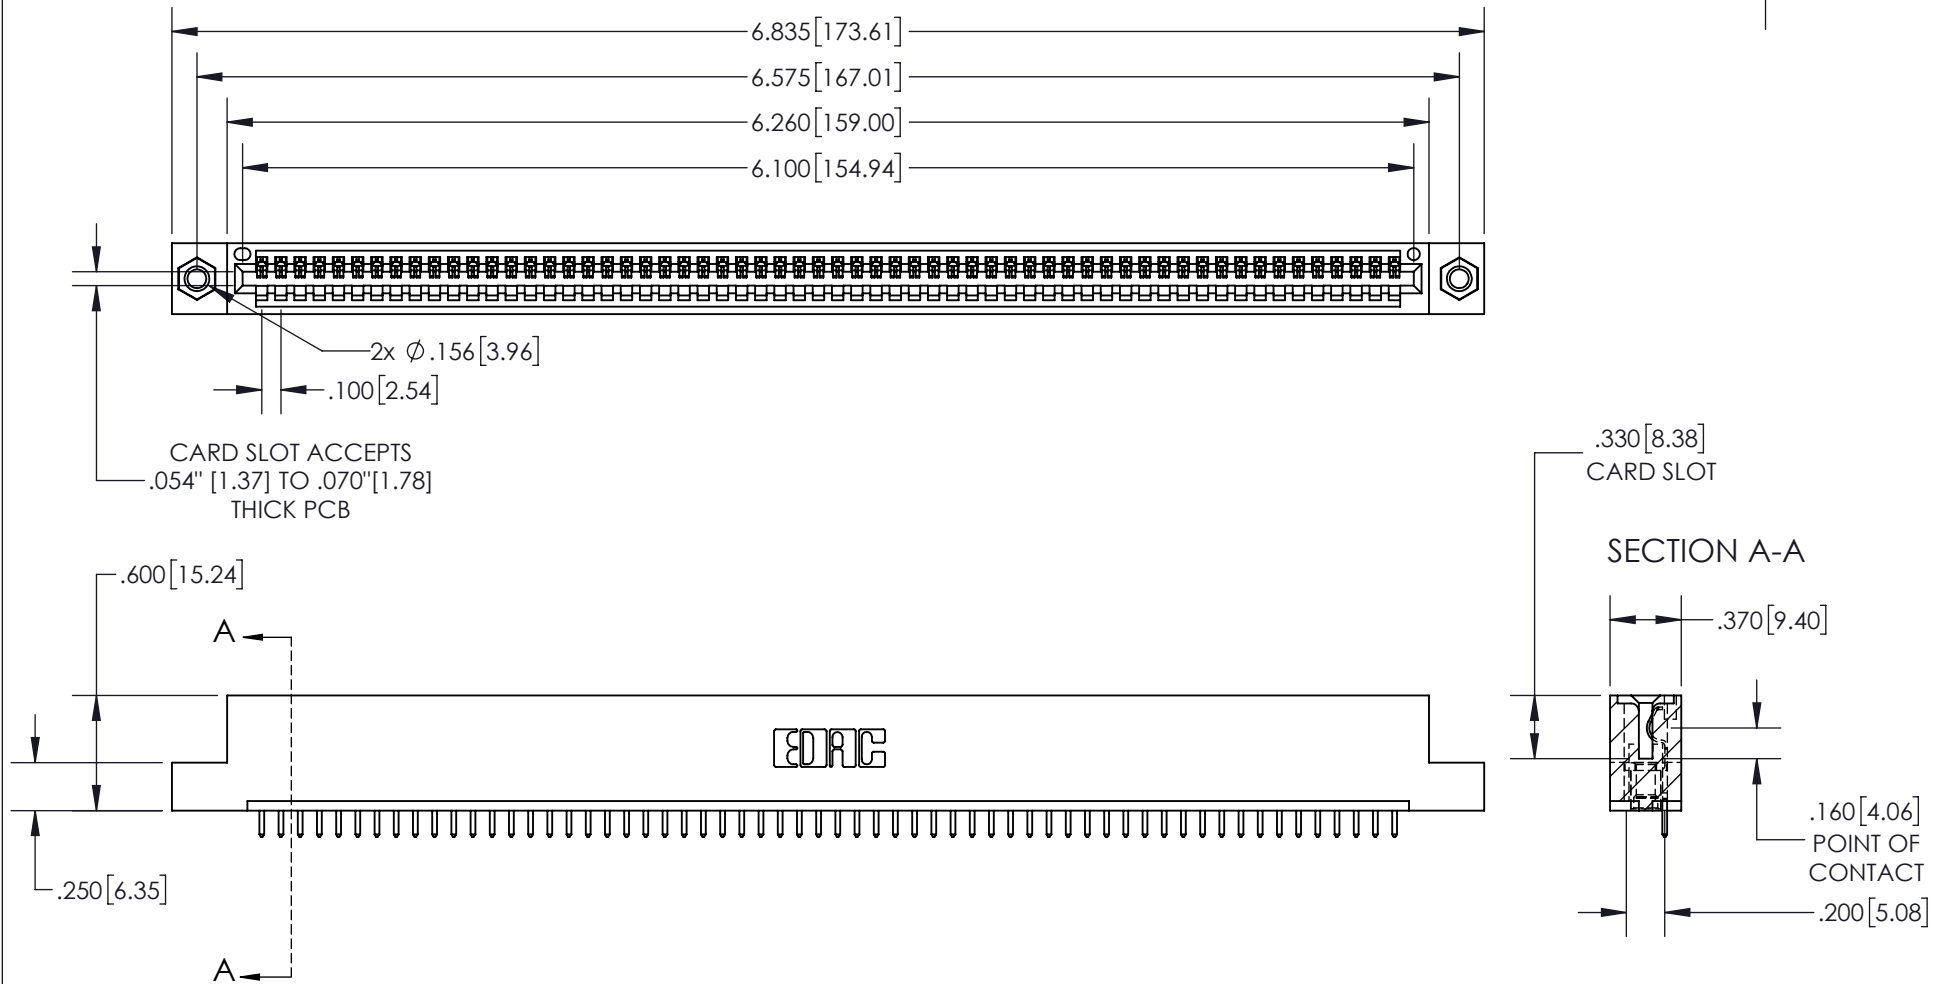 6.835[173.61]
6.575[167.01]
6.260[159.00]
6.100[154.94]
2x Ø.156[3.96]
.100[2.54]
CARD SLOT ACCEPTS
.054" [1.37] TO .070"[1.78]
THICK PCB
.330[8.38]
CARD SLOT
SECTION A-A
.600[15.24]
A
.370[9.40]
EDAC
.160[4.06]
POINT OF
CONTACT
.250[6.35]
.200[5.08]
A